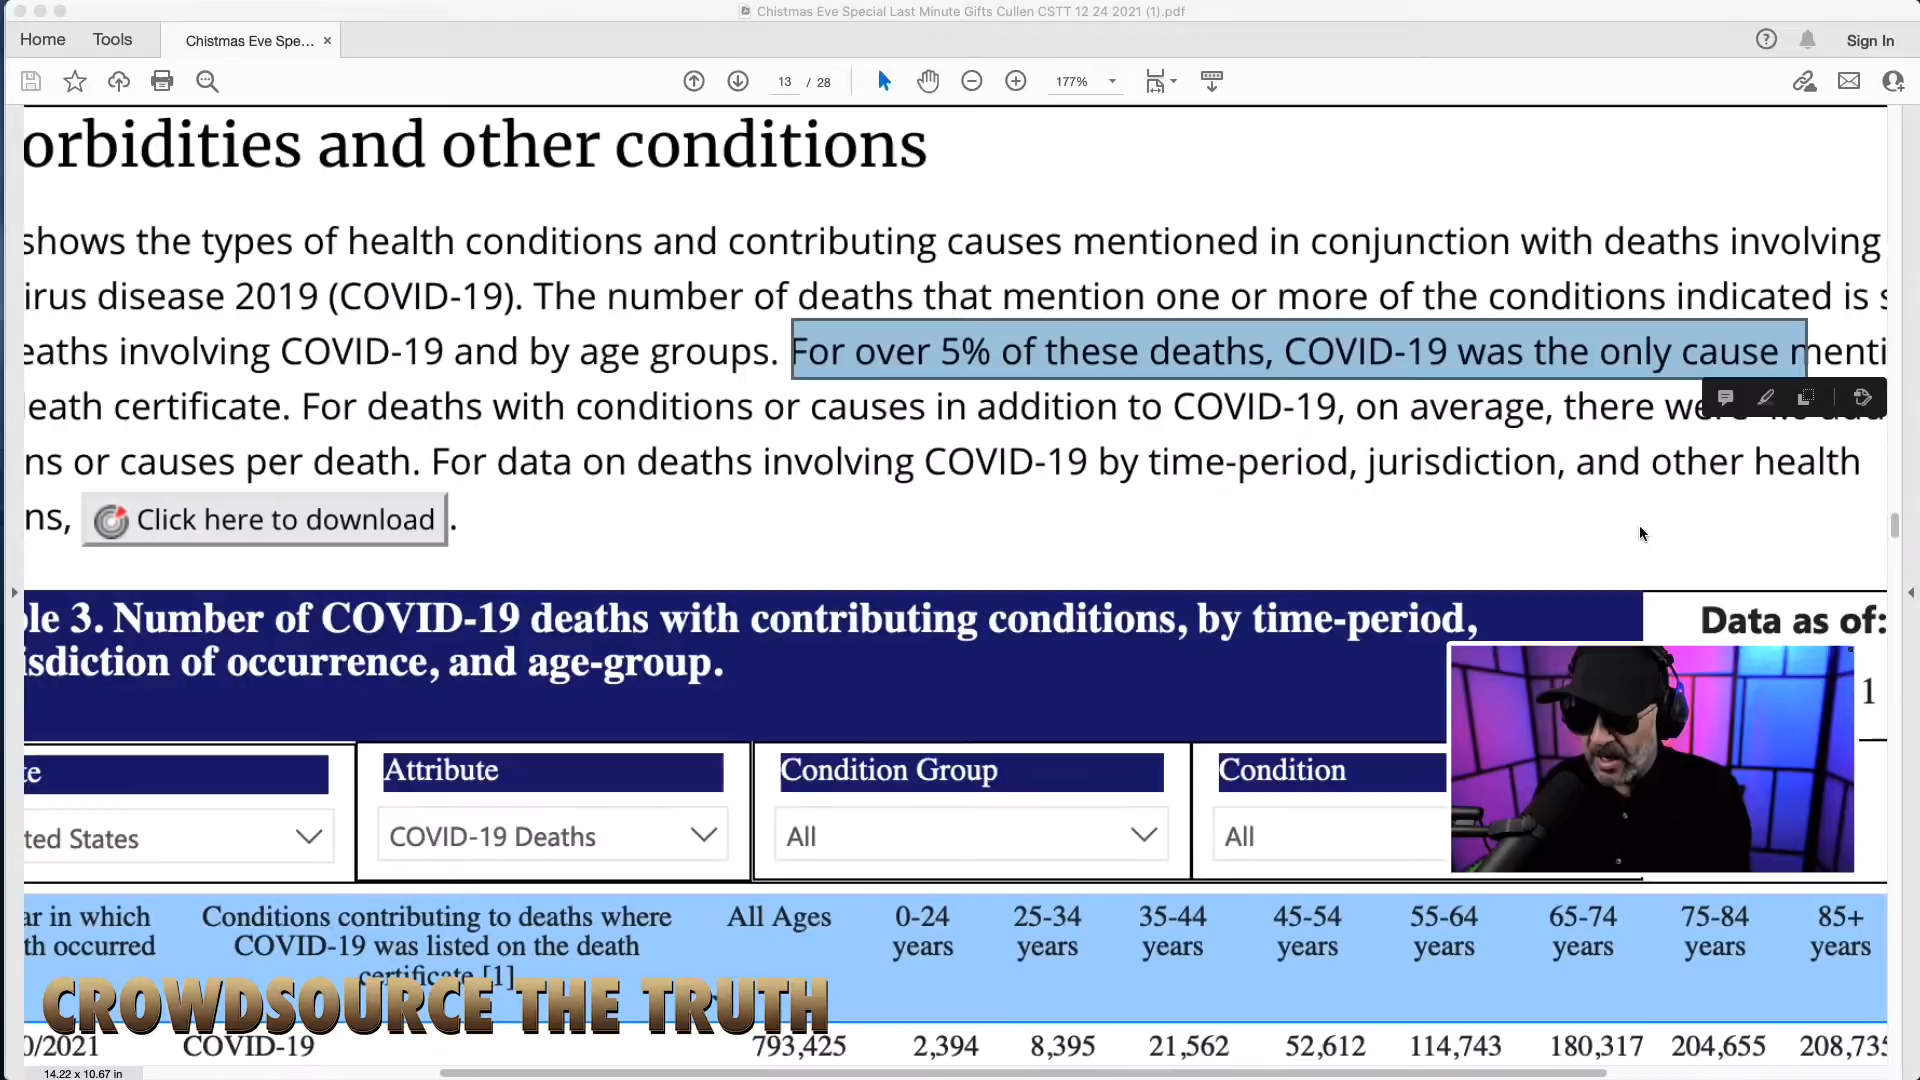 Chistmas Eve Special Last Minute Gifts Cullen CSTT 12 24 2021 (1).pdf
Home Tools Chistmas Eve Spe... × Sign In
13 / 28 177%
orbidities and other conditions
shows the types of health conditions and contributing causes mentioned in conjunction with deaths involving
irus disease 2019 (COVID-19). The number of deaths that mention one or more of the conditions indicated is s
eaths involving COVID-19 and by age groups. For over 5% of these deaths, COVID-19 was the only cause menti
death certificate. For deaths with conditions or causes in addition to COVID-19, on average, there were
ns or causes per death. For data on deaths involving COVID-19 by time-period, jurisdiction, and other health
ns, Click here to download.
le 3. Number of COVID-19 deaths with contributing conditions, by time-period,
isdiction of occurrence, and age-group.
Data as of:
1
te Attribute Condition Group Condition
ted States COVID-19 Deaths All All
ar in which Conditions contributing to deaths where All Ages 0-24 25-34 35-44 45-54 55-64 65-74 75-84 85+
th occurred COVID-19 was listed on the death years years years years years years years years
certificate [1]
CROWDSOURCE THE TRUTH
0/2021 COVID-19 793,425 2,394 8,395 21,562 52,612 114,743 180,317 204,655 208,735
14.22 x 10.67 in